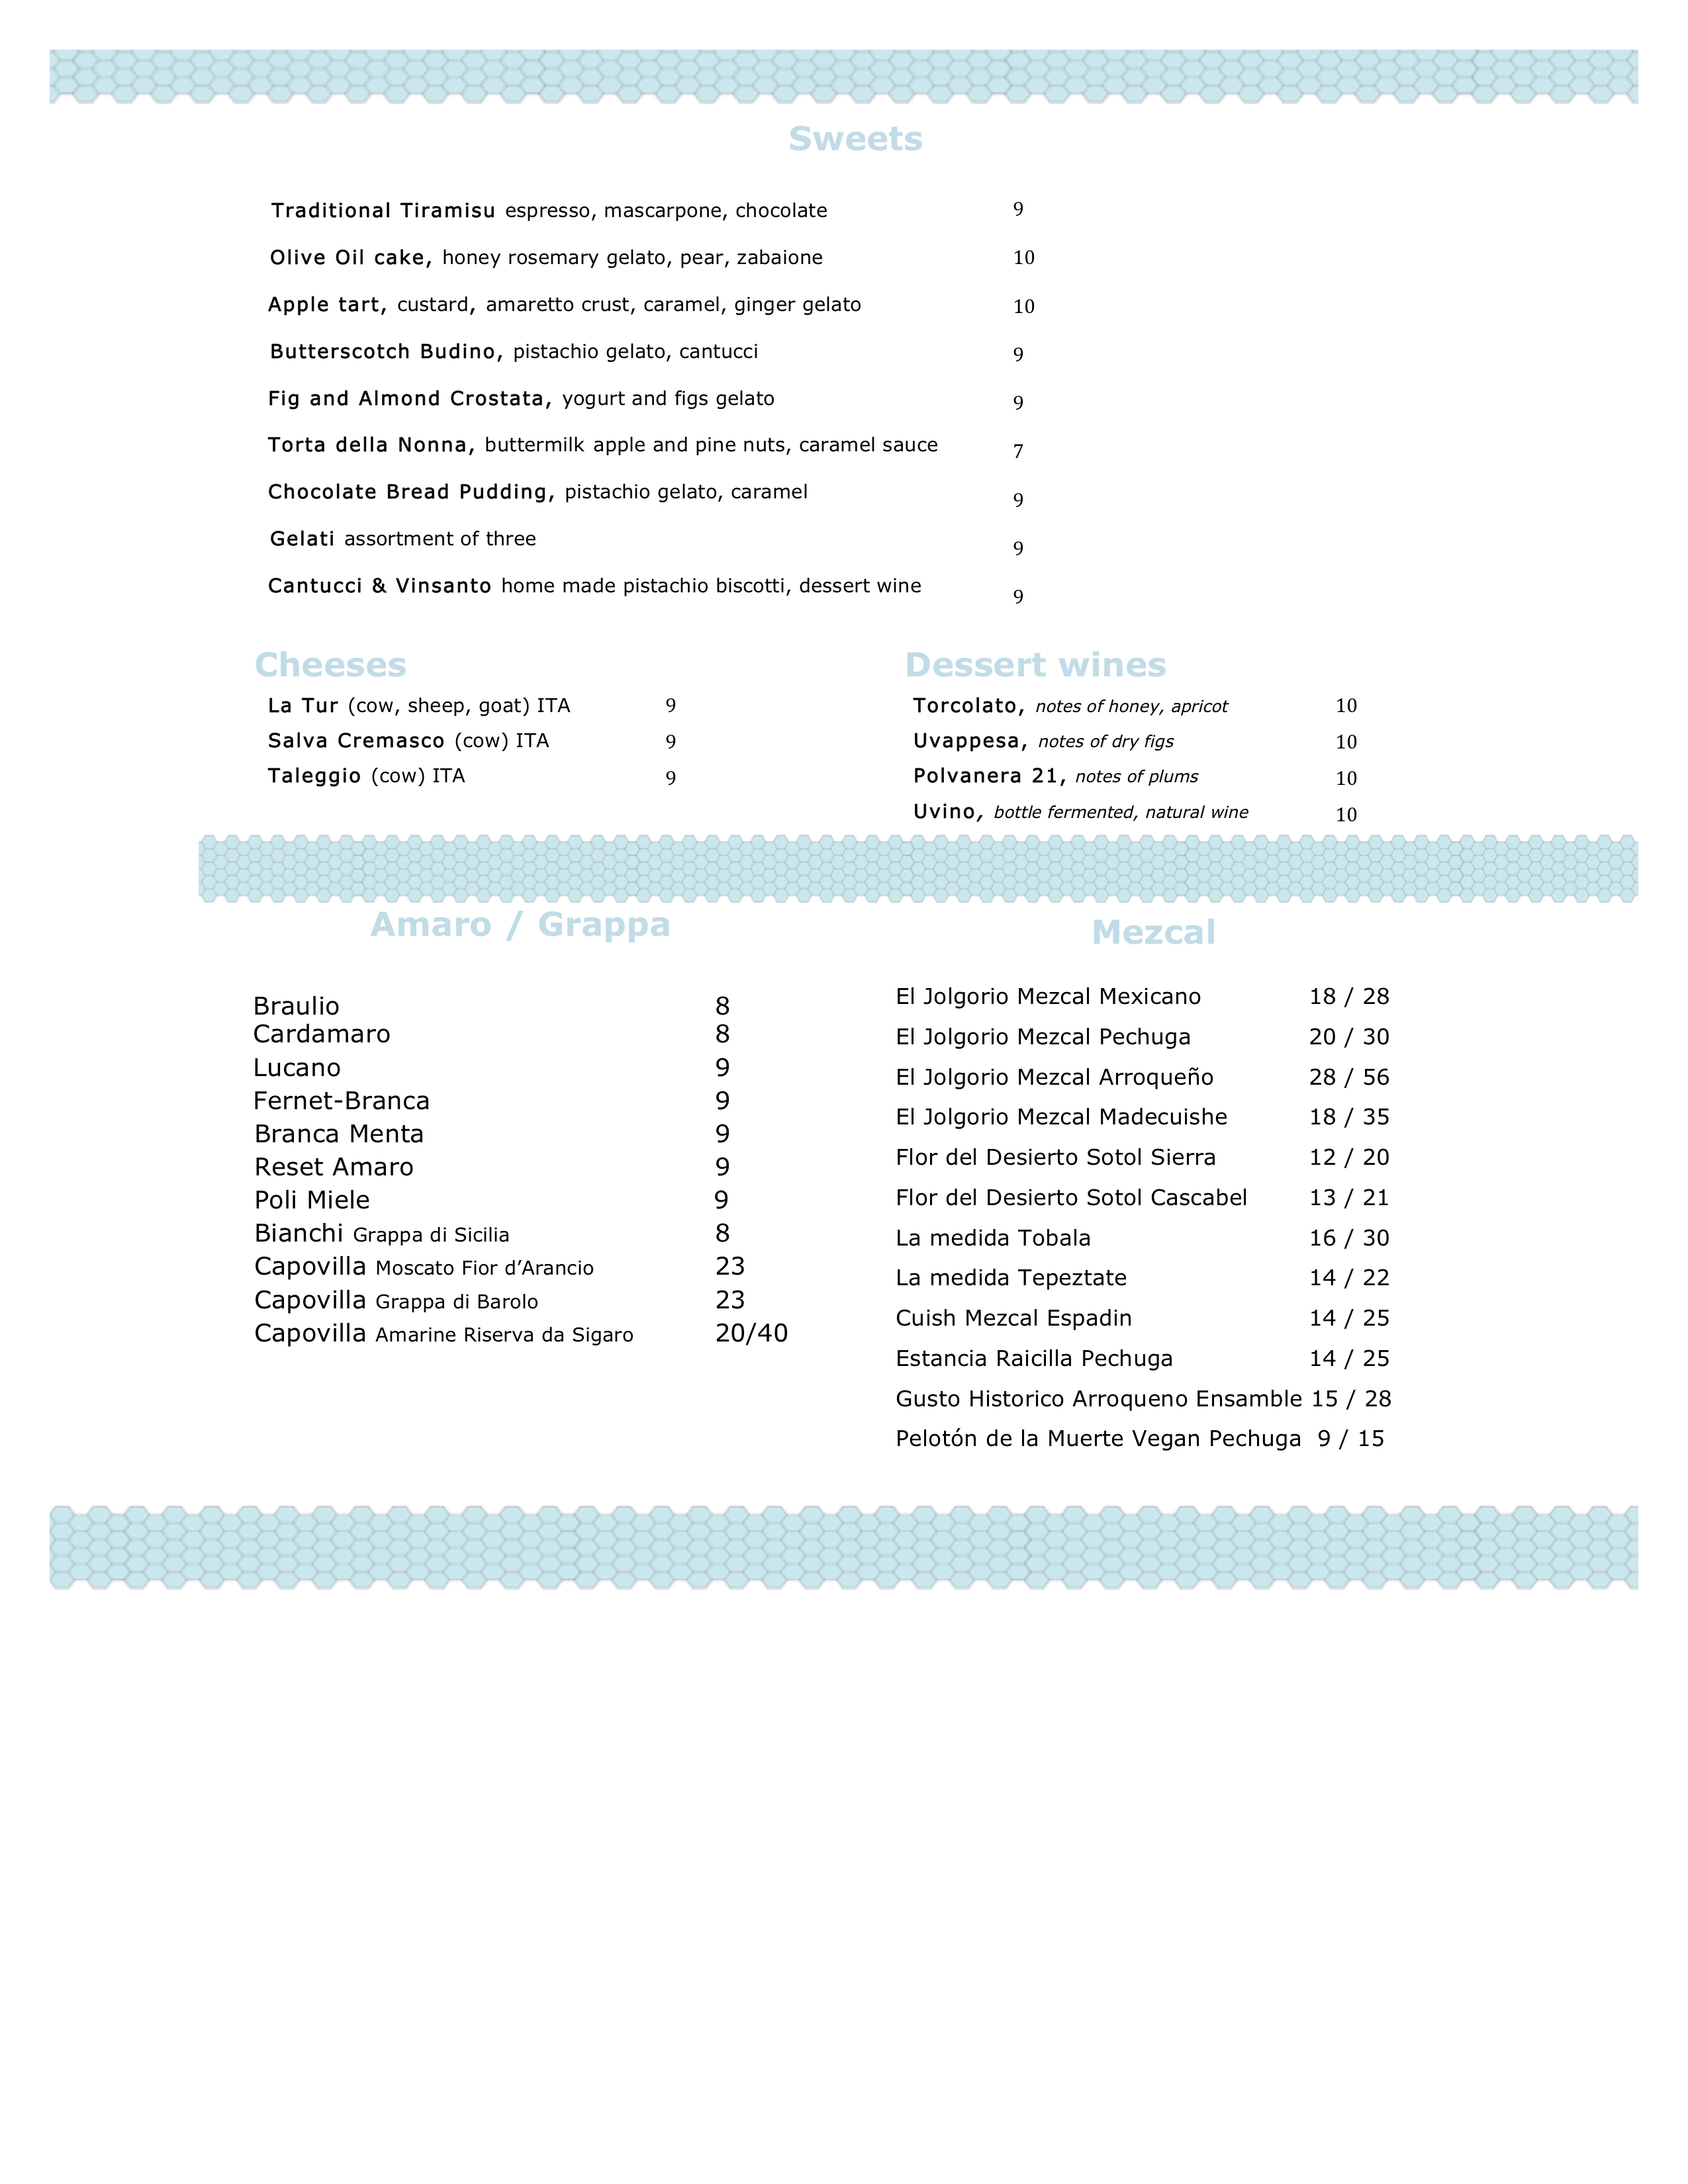 Sweets
Traditional Tiramisu espresso, mascarpone, chocolate 9
Olive Oil cake, honey rosemary gelato, pear, zabaione 10
Apple tart, custard, amaretto crust, caramel, ginger gelato 10
Butterscotch Budino, pistachio gelato, cantucci 9
Fig and Almond Crostata, yogurt and figs gelato 9
Torta della Nonna, buttermilk apple and pine nuts, caramel sauce 7
Chocolate Bread Pudding, pistachio gelato, caramel 9
Gelati assortment of three 9
Cantucci & Vinsanto home made pistachio biscotti, dessert wine 9
Cheeses
La Tur (cow, sheep, goat) ITA 9
Salva Cremasco (cow) ITA 9
Taleggio (cow) ITA 9
Dessert wines
Torcolato, notes of honey, apricot 10
Uvappesa, notes of dry figs 10
Polvanera 21, notes of plums 10
Uvino, bottle fermented, natural wine 10
Amaro / Grappa
Braulio 8
Cardamaro 8
Lucano 9
Fernet-Branca 9
Branca Menta 9
Reset Amaro 9
Poli Miele 9
Bianchi Grappa di Sicilia 8
Capovilla Moscato Fior d’Arancio 23
Capovilla Grappa di Barolo 23
Capovilla Amarine Riserva da Sigaro 20/40
Mezcal
El Jolgorio Mezcal Mexicano 18 / 28
El Jolgorio Mezcal Pechuga 20 / 30
El Jolgorio Mezcal Arroqueño 28 / 56
El Jolgorio Mezcal Madecuishe 18 / 35
Flor del Desierto Sotol Sierra 12 / 20
Flor del Desierto Sotol Cascabel 13 / 21
La medida Tobala 16 / 30
La medida Tepeztate 14 / 22
Cuish Mezcal Espadin 14 / 25
Estancia Raicilla Pechuga 14 / 25
Gusto Historico Arroqueno Ensamble 15 / 28
Pelotón de la Muerte Vegan Pechuga 9 / 15